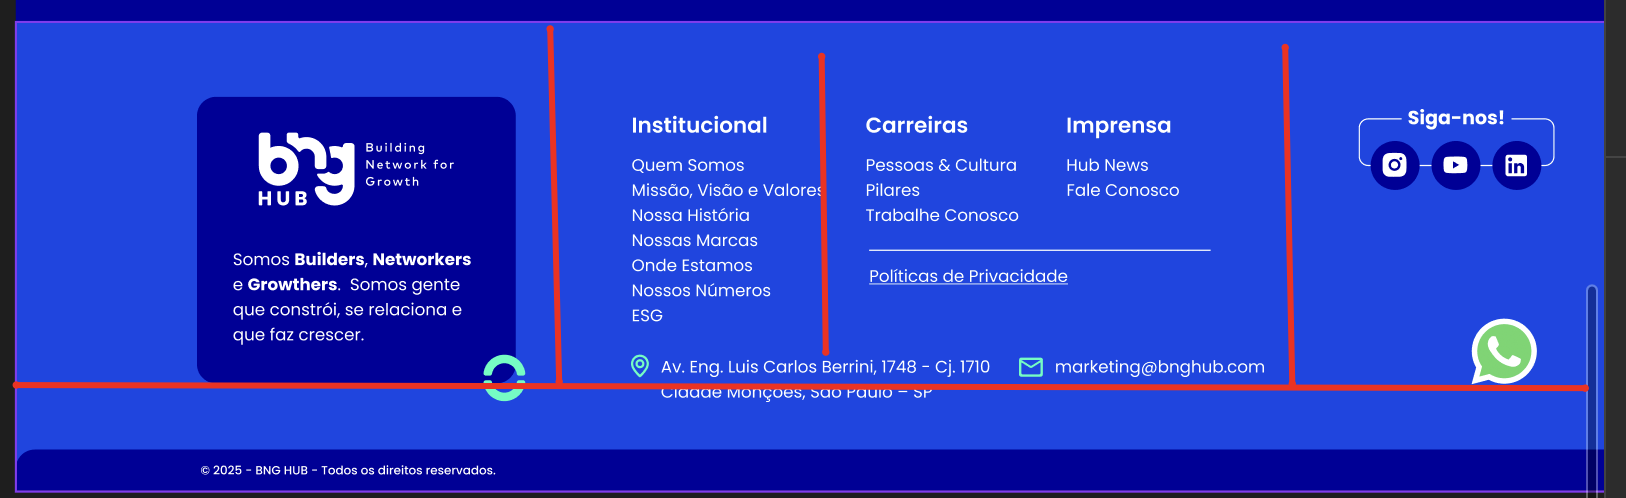 bng
HUB
Building
Network for
Growth
Somos Builders, Networkers
e Growthers. Somos gente
que constrói, se relaciona e
que faz crescer.
Institucional
Quem Somos
Missão, Visão e Valores
Nossa História
Nossas Marcas
Onde Estamos
Nossos Números
ESG
Carreiras
Pessoas & Cultura
Pilares
Trabalhe Conosco
Imprensa
Hub News
Fale Conosco
Políticas de Privacidade
Av. Eng. Luis Carlos Berrini, 1748 - Cj. 1710
Cidade Monções, São Paulo – SP
marketing@bnghub.com
Siga-nos!
in
© 2025 - BNG HUB - Todos os direitos reservados.